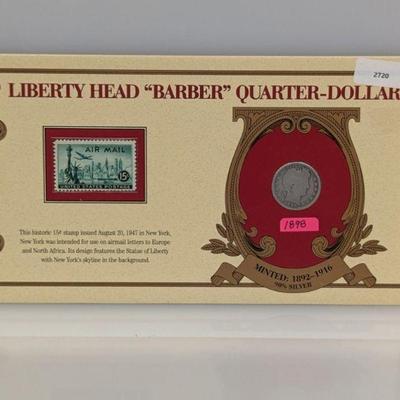 2720
LIBERTY HEAD “BARBER” QUARTER-DOLLAR
AIR MAIL
15¢
UNITED STATES POSTAGE
This historic 15¢ stamp issued August 20, 1947 in New York,
New York was intended for use on airmail letters to Europe
and North Africa. Its design features the Statue of Liberty
with New York's skyline in the background.
1898
MINTED: 1892–1916
90% SILVER